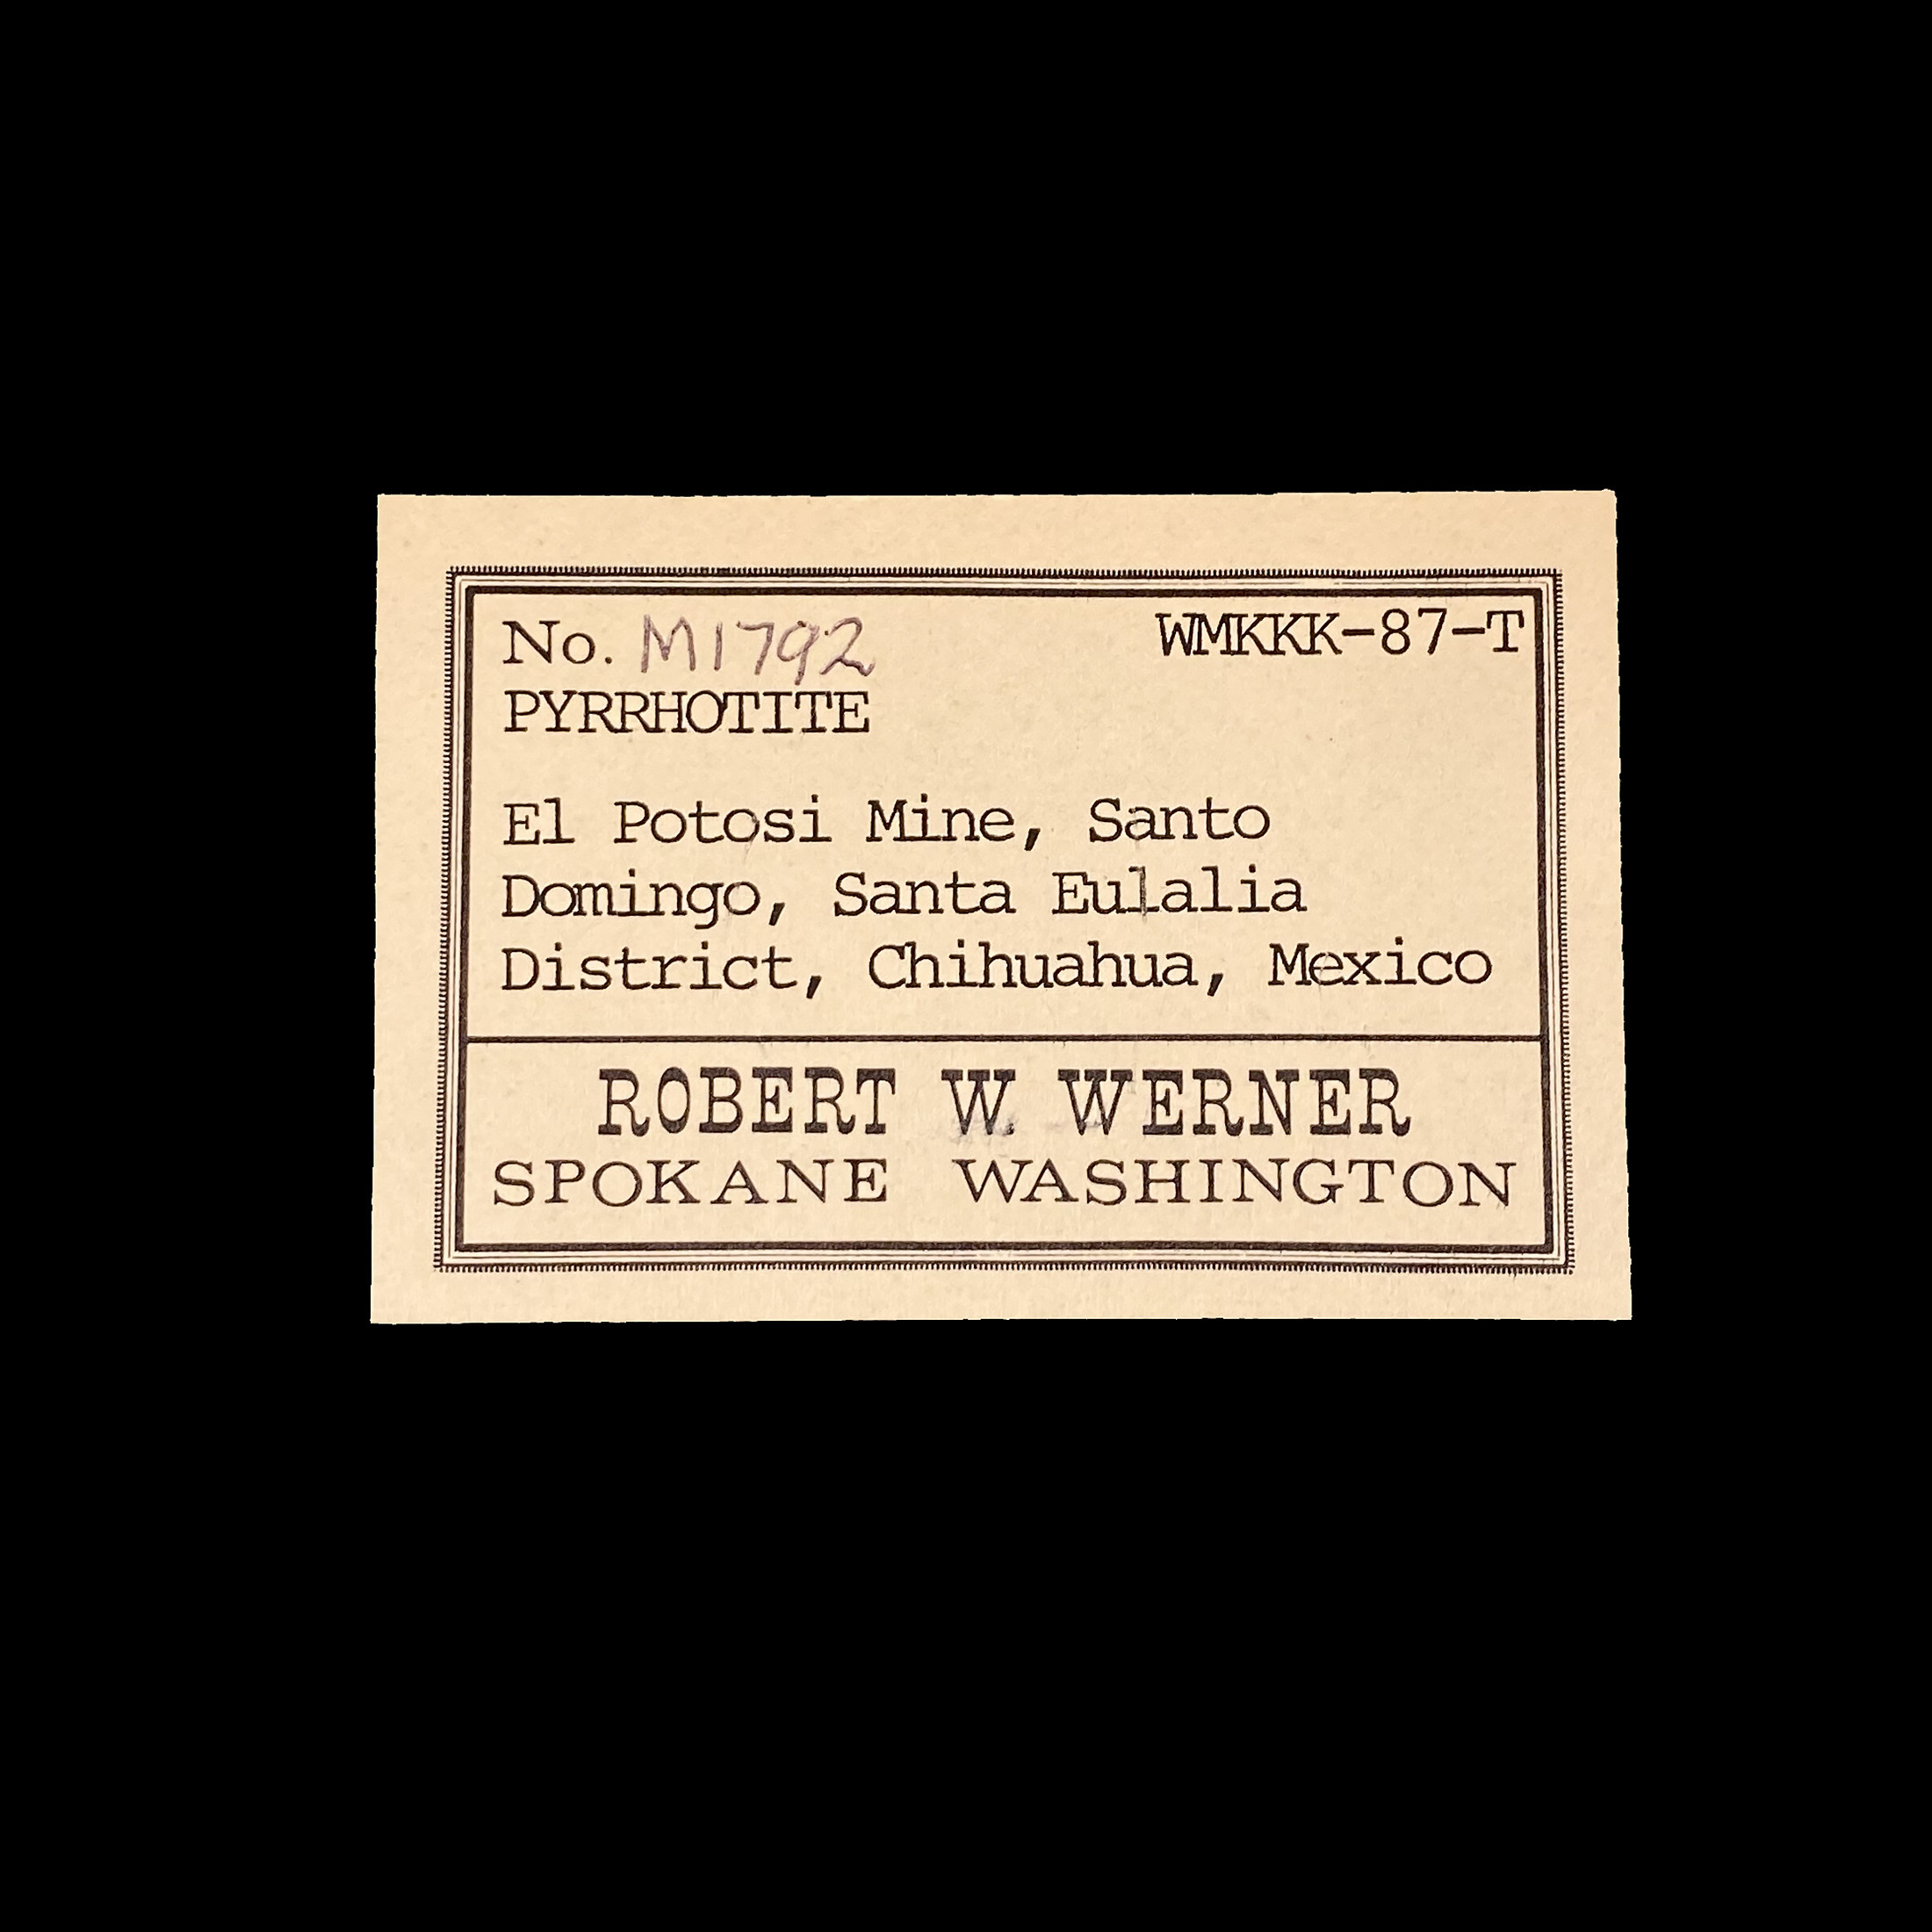 No. M1792 WMKKK-87-T
PYRRHOTITE
El Potosi Mine, Santo
Domingo, Santa Eulalia
District, Chihuahua, Mexico
ROBERT W. WERNER
SPOKANE WASHINGTON